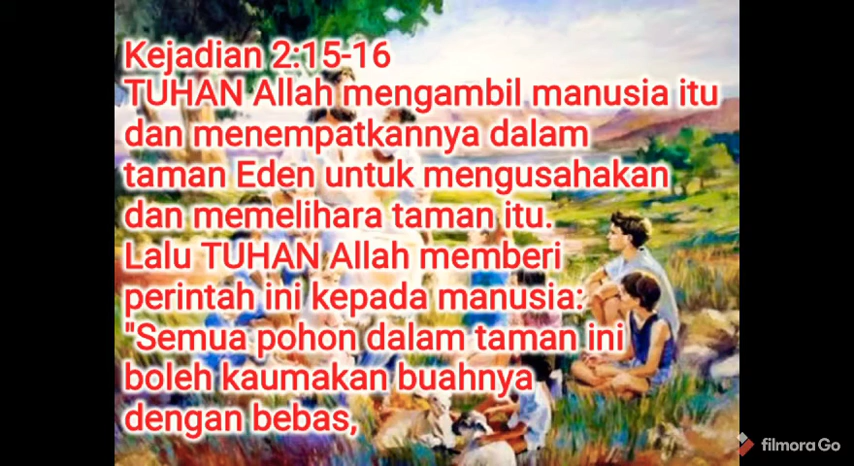 Kejadian 2:15-16
TUHAN Allah mengambil manusia itu
dan menempatkannya dalam
taman Eden untuk mengusahakan
dan memelihara taman itu.
Lalu TUHAN Allah memberi
perintah ini kepada manusia:
"Semua pohon dalam taman ini
boleh kaumakan buahnya
dengan bebas,
filmora Go